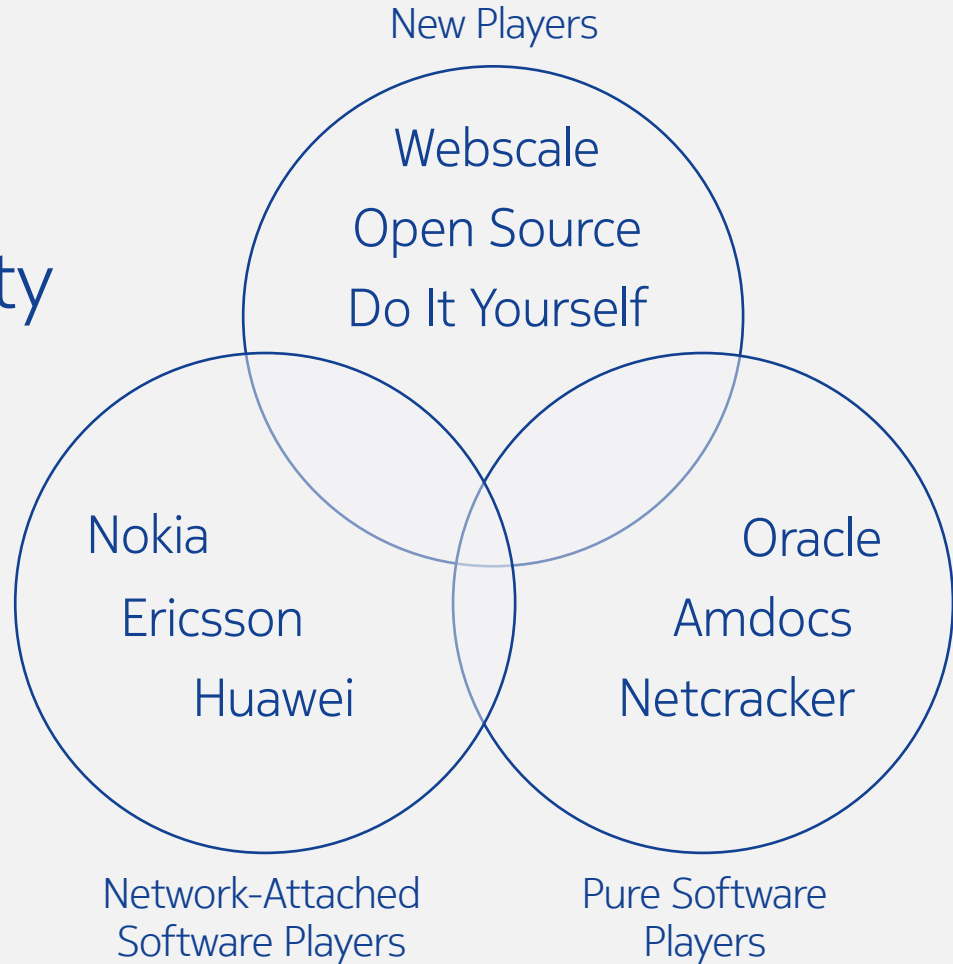 New Players
Webscale
Open Source
ty
Do It Yourself
Nokia
Ericsson
Huawei
Oracle
Amdocs
Netcracker
Network-Attached
Software Players
Pure Software
Players